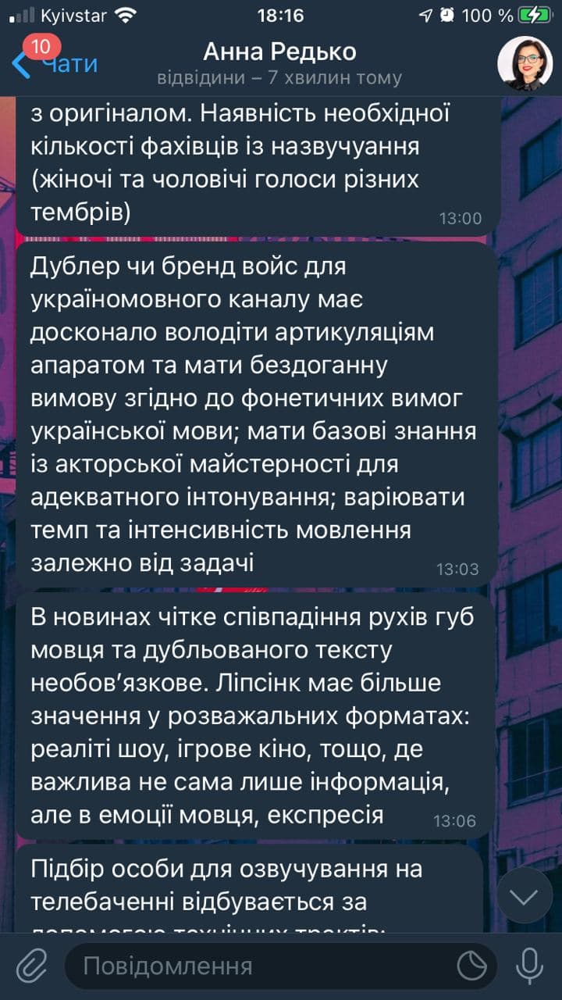 Kyivstar 18:16 100 %
10
Чати
Анна Редько
відвідини – 7 хвилин тому
з оригіналом. Наявність необхідної
кількості фахівців із назвучуання
(жіночі та чоловічі голоси різних
тембрів)
13:00
Дублер чи бренд войс для
україномовного каналу має
досконало володіти артикуляціям
апаратом та мати бездоганну
вимову згідно до фонетичних вимог
української мови; мати базові знання
із акторської майстерності для
адекватного інтонування; варіювати
темп та інтенсивність мовлення
залежно від задачі
13:03
В новинах чітке співпадіння рухів губ
мовця та дубльованого тексту
необов’язкове. Ліпсінк має більше
значення у розважальних форматах:
реаліті шоу, ігрове кіно, тощо, де
важлива не сама лише інформація,
але в емоції мовця, експресія
13:06
Підбір особи для озвучування на
телебаченні відбувається за
допомогою технічних трактів:
Повідомлення